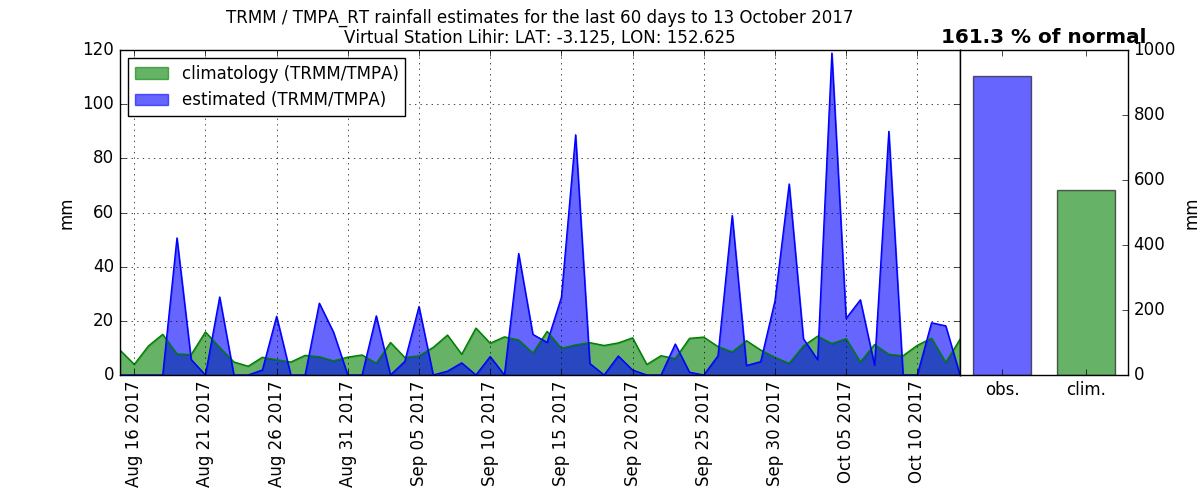 TRMM / TMPA_RT rainfall estimates for the last 60 days to 13 October 2017
Virtual Station Lihir: LAT: -3.125, LON: 152.625
161.3 % of normal
climatology (TRMM/TMPA)
estimated (TRMM/TMPA)
120
100
80
60
40
20
0
mm
Aug 16 2017
Aug 21 2017
Aug 26 2017
Aug 31 2017
Sep 05 2017
Sep 10 2017
Sep 15 2017
Sep 20 2017
Sep 25 2017
Sep 30 2017
Oct 05 2017
Oct 10 2017
obs.
clim.
1000
800
600
400
200
0
mm